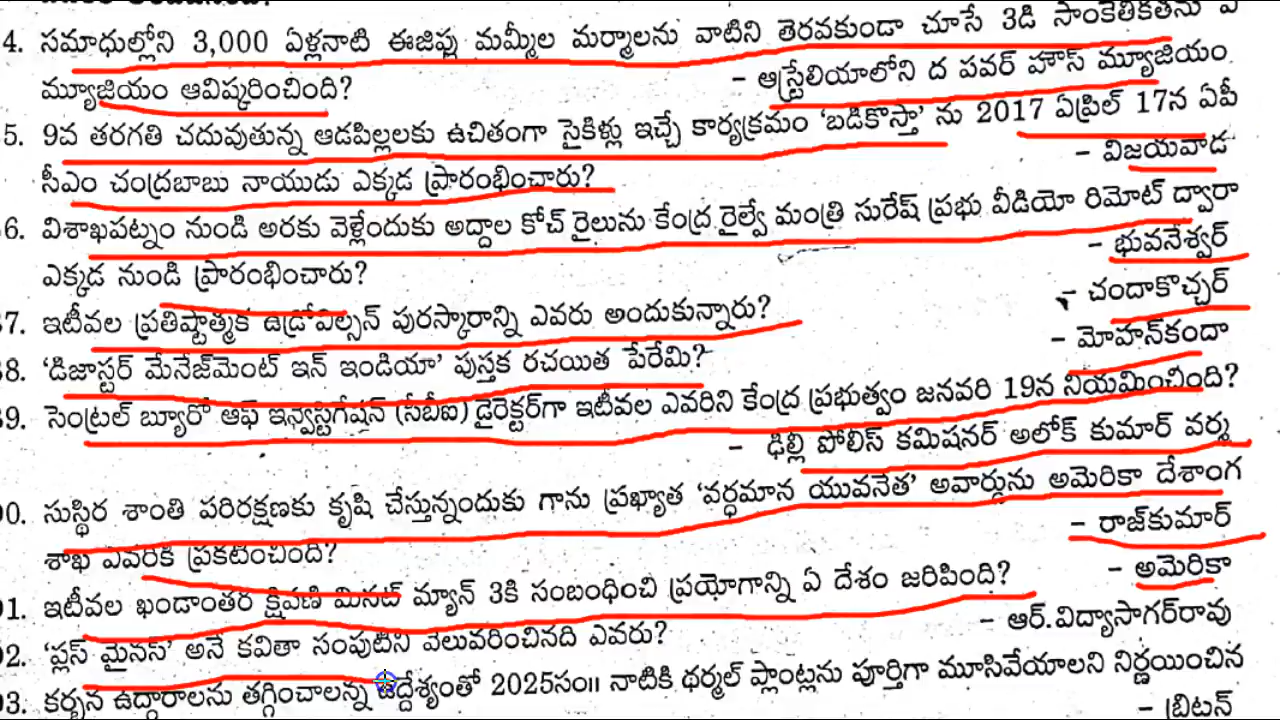 4. సమాధుల్లోని 3,000 ఏళ్లనాటి ఈజిప్టు మమ్మీల మర్మాలను వాటిని తెరవకుండా చూసే 3డి సాంకేతికతను ఏ
మ్యూజియం ఆవిష్కరించింది? – ఆస్ట్రేలియాలోని ద పవర్ హౌస్ మ్యూజియం
5. 9వ తరగతి చదువుతున్న ఆడపిల్లలకు ఉచితంగా సైకిళ్లు ఇచ్చే కార్యక్రమం 'బడికొస్తా' ను 2017 ఏప్రిల్ 17న ఏపీ
సీఎం చంద్రబాబు నాయుడు ఎక్కడ ప్రారంభించారు? – విజయవాడ
6. విశాఖపట్నం నుండి అరకు వెళ్లేందుకు అద్దాల కోచ్ రైలును కేంద్ర రైల్వే మంత్రి సురేష్ ప్రభు వీడియో రిమోట్ ద్వారా
ఎక్కడ నుండి ప్రారంభించారు? – భువనేశ్వర్
37. ఇటీవల ప్రతిష్టాత్మక ఉడ్రోవిల్సన్ పురస్కారాన్ని ఎవరు అందుకున్నారు? – చందాకొచ్చర్
38. 'డిజాస్టర్ మేనేజ్‌మెంట్ ఇన్ ఇండియా' పుస్తక రచయిత పేరేమి? – మోహన్‌కందా
39. సెంట్రల్ బ్యూరో ఆఫ్ ఇన్వెస్టిగేషన్ (సీబీఐ) డైరెక్టర్‌గా ఇటీవల ఎవరిని కేంద్ర ప్రభుత్వం జనవరి 19న నియమించింది?
– ఢిల్లీ పోలీస్ కమిషనర్ అలోక్ కుమార్ వర్మ
90. సుస్థిర శాంతి పరిరక్షణకు కృషి చేస్తున్నందుకు గాను ప్రఖ్యాత 'వర్ధమాన యువనేత' అవార్డును అమెరికా దేశాంగ
శాఖ ఎవరికి ప్రకటించింది? – రాజ్‌కుమార్
91. ఇటీవల ఖండాంతర క్షిపణి మినట్ మ్యాన్ 3కి సంబంధించి ప్రయోగాన్ని ఏ దేశం జరిపింది? – అమెరికా
92. 'ప్లస్ మైనస్' అనే కవితా సంపుటిని వెలువరించినది ఎవరు? – ఆర్.విద్యాసాగర్‌రావు
93. కర్బన ఉద్గారాలను తగ్గించాలన్న ఉద్దేశ్యంతో 2025సం॥ నాటికి థర్మల్ ప్లాంట్లను పూర్తిగా మూసివేయాలని నిర్ణయించిన
– బ్రిటన్